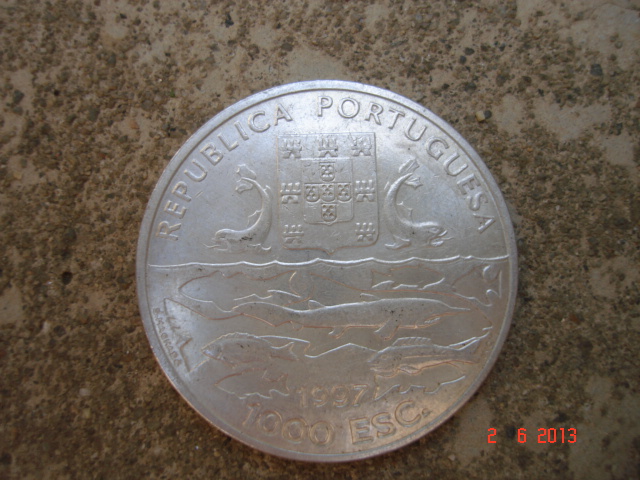 REPUBLICA PORTUGUESA
1997
1000 ESC.
2 6 2013